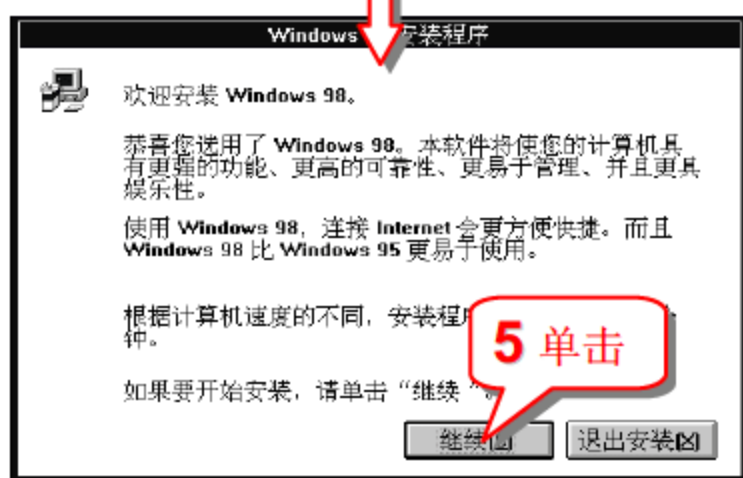 Windows 安装程序
欢迎安装 Windows 98。
恭喜您选用了 Windows 98。本软件将使您的计算机具
有更强的功能、更高的可靠性、更易于管理、并且更具
娱乐性。
使用 Windows 98, 连接 Internet 会更方便快捷。而且
Windows 98 比 Windows 95 更易于使用。
根据计算机速度的不同, 安装程
钟。
如果要开始安装, 请单击“继续”。
5 单击
继续
退出安装(X)